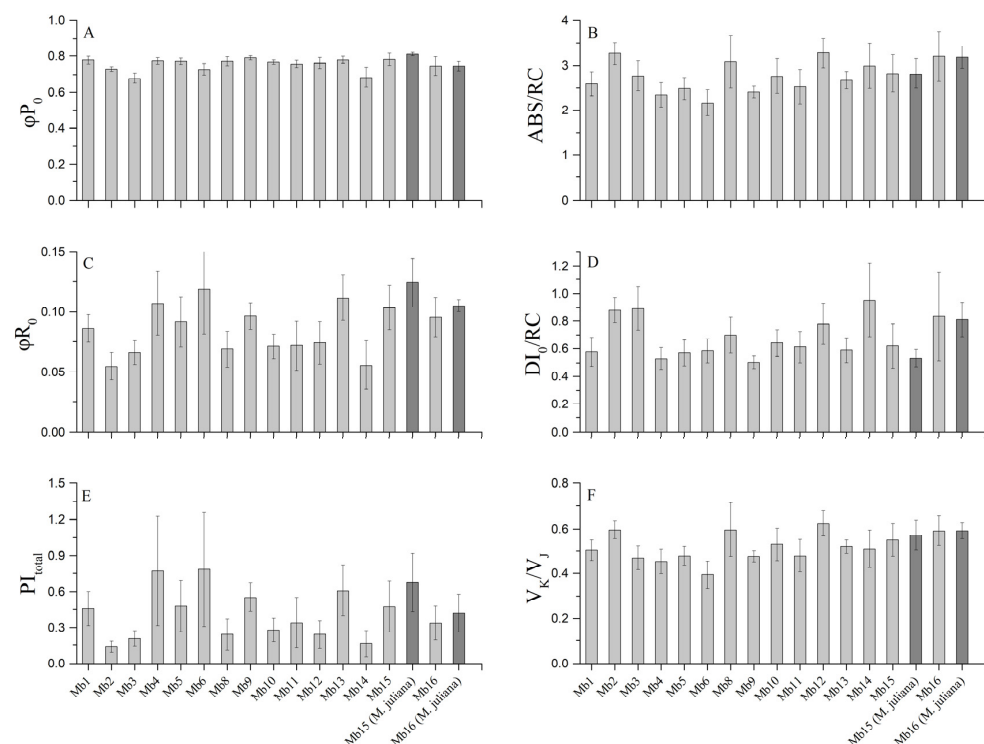 A
φP0
1.0
0.8
0.6
0.4
0.2
0.0
B
ABS/RC
4
3
2
1
0
C
φR0
0.15
0.10
0.05
0.00
D
DI0/RC
1.2
1.0
0.8
0.6
0.4
0.2
0.0
E
PItotal
1.5
1.2
0.9
0.6
0.3
0.0
Mb1
Mb2
Mb3
Mb4
Mb5
Mb6
Mb8
Mb9
Mb10
Mb11
Mb12
Mb13
Mb14
Mb15
Mb15 (M. juliana)
Mb16
Mb16 (M. juliana)
F
VK/VJ
0.8
0.6
0.4
0.2
0.0
Mb1
Mb2
Mb3
Mb4
Mb5
Mb6
Mb8
Mb9
Mb10
Mb11
Mb12
Mb13
Mb14
Mb15
Mb15 (M. juliana)
Mb16
Mb16 (M. juliana)